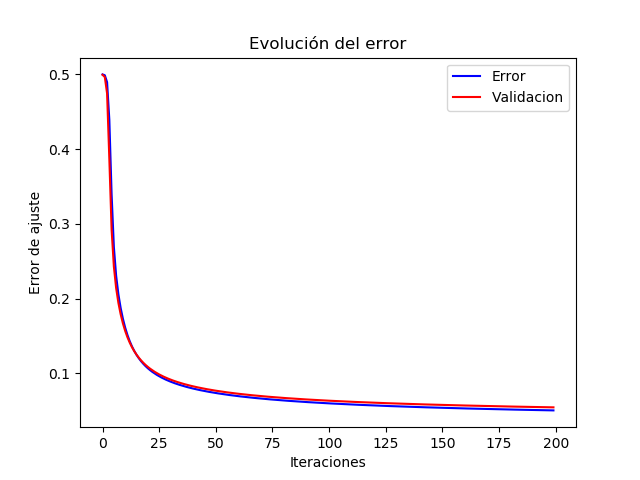 Evolución del error
Error
Validacion
Error de ajuste
0.5
0.4
0.3
0.2
0.1
0 25 50 75 100 125 150 175 200
Iteraciones